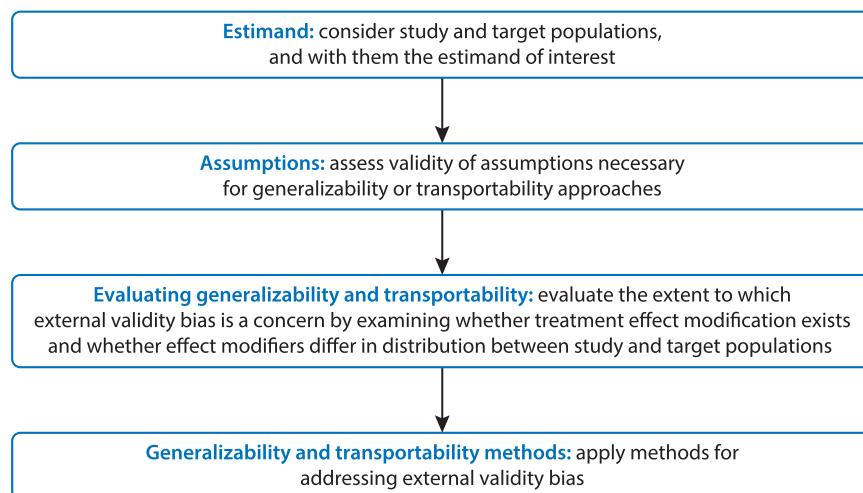 Estimand: consider study and target populations,
and with them the estimand of interest
Assumptions: assess validity of assumptions necessary
for generalizability or transportability approaches
Evaluating generalizability and transportability: evaluate the extent to which
external validity bias is a concern by examining whether treatment effect modification exists
and whether effect modifiers differ in distribution between study and target populations
Generalizability and transportability methods: apply methods for
addressing external validity bias